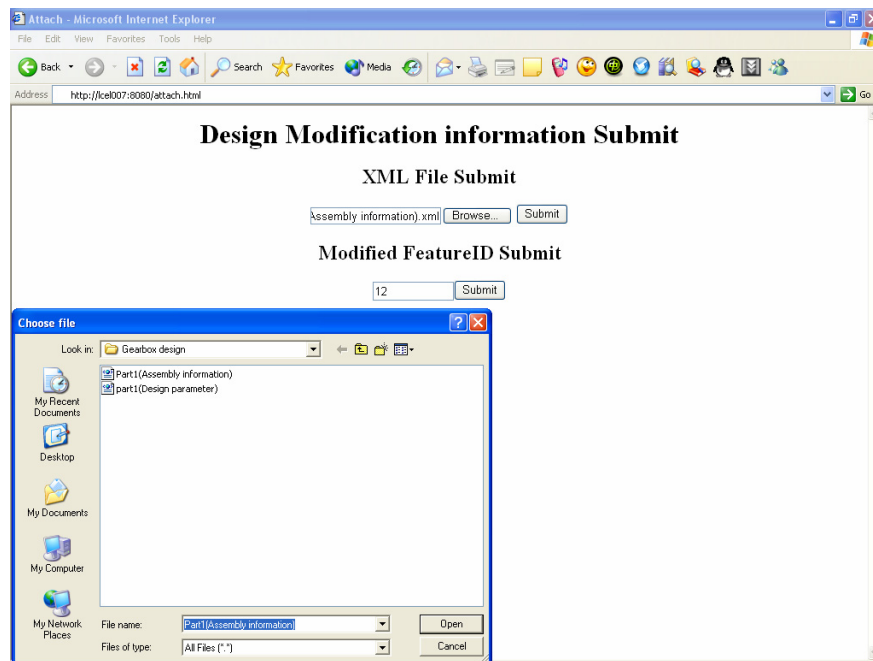 Attach - Microsoft Internet Explorer
File Edit View Favorites Tools Help
Back Search Favorites Media
Address http://lcel007:8080/attach.html Go
Design Modification information Submit
XML File Submit
Assembly information).xml Browse... Submit
Modified FeatureID Submit
12 Submit
Choose file
Look in: Gearbox design
Part1(Assembly information)
part1(Design parameter)
My Recent
Documents
Desktop
My Documents
My Computer
My Network
Places
File name: Part1(Assembly information) Open
Files of type: All Files (*.*) Cancel